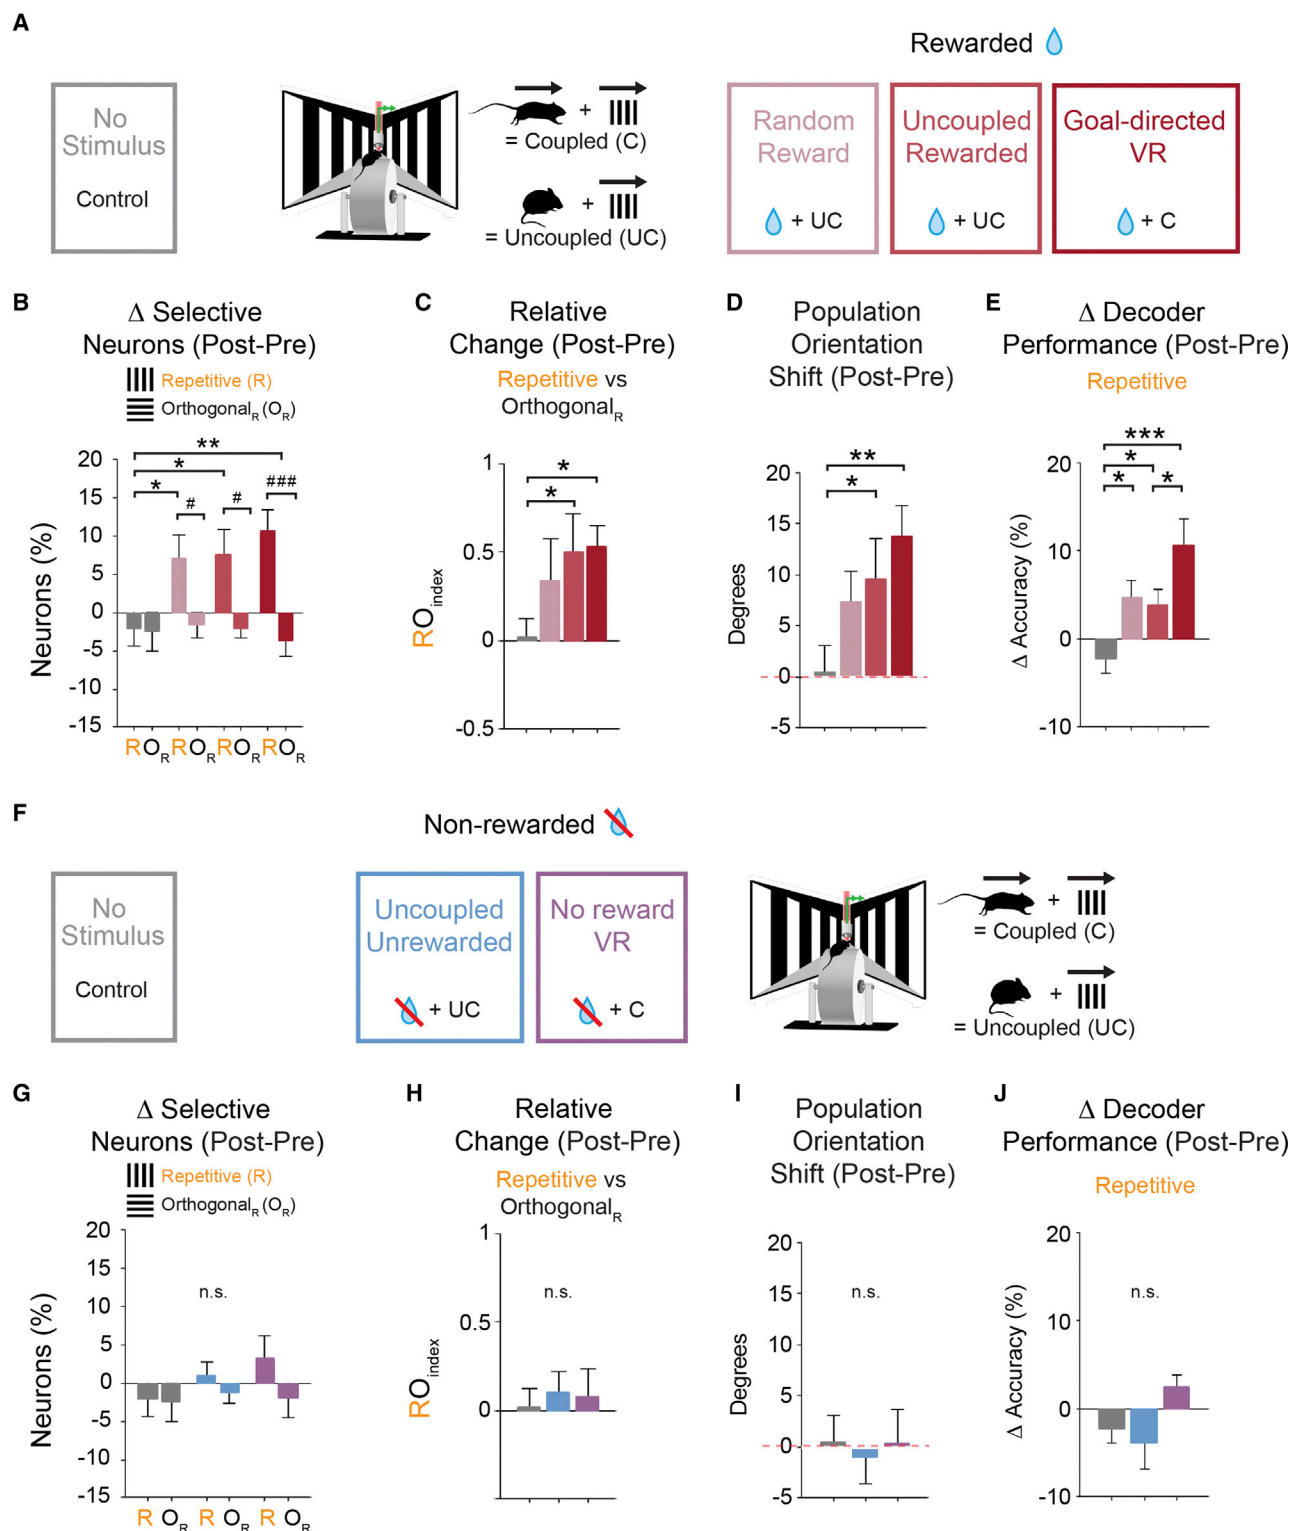 A
Rewarded
No
Stimulus
Control
+
= Coupled (C)
+
= Uncoupled (UC)
Random
Reward
+ UC
Uncoupled
Rewarded
+ UC
Goal-directed
VR
+ C
B
Δ Selective
Neurons (Post-Pre)
Repetitive (R)
Orthogonal_R (O_R)
Neurons (%)
20
15
10
5
0
-5
-10
-15
**
*
*
#
#
###
R O_R R O_R R O_R R O_R
C
Relative
Change (Post-Pre)
Repetitive vs
Orthogonal_R
RO_index
1
0.5
0
-0.5
*
*
D
Population
Orientation
Shift (Post-Pre)
Degrees
20
15
10
5
0
-5
**
*
E
Δ Decoder
Performance (Post-Pre)
Repetitive
Δ Accuracy (%)
20
10
0
-10
***
*
* *
F
Non-rewarded
No
Stimulus
Control
Uncoupled
Unrewarded
+ UC
No reward
VR
+ C
+
= Coupled (C)
+
= Uncoupled (UC)
G
Δ Selective
Neurons (Post-Pre)
Repetitive (R)
Orthogonal_R (O_R)
Neurons (%)
20
15
10
5
0
-5
-10
-15
n.s.
R O_R R O_R R O_R
H
Relative
Change (Post-Pre)
Repetitive vs
Orthogonal_R
RO_index
1
0.5
0
n.s.
I
Population
Orientation
Shift (Post-Pre)
Degrees
20
15
10
5
0
-5
n.s.
J
Δ Decoder
Performance (Post-Pre)
Repetitive
Δ Accuracy (%)
20
10
0
-10
n.s.